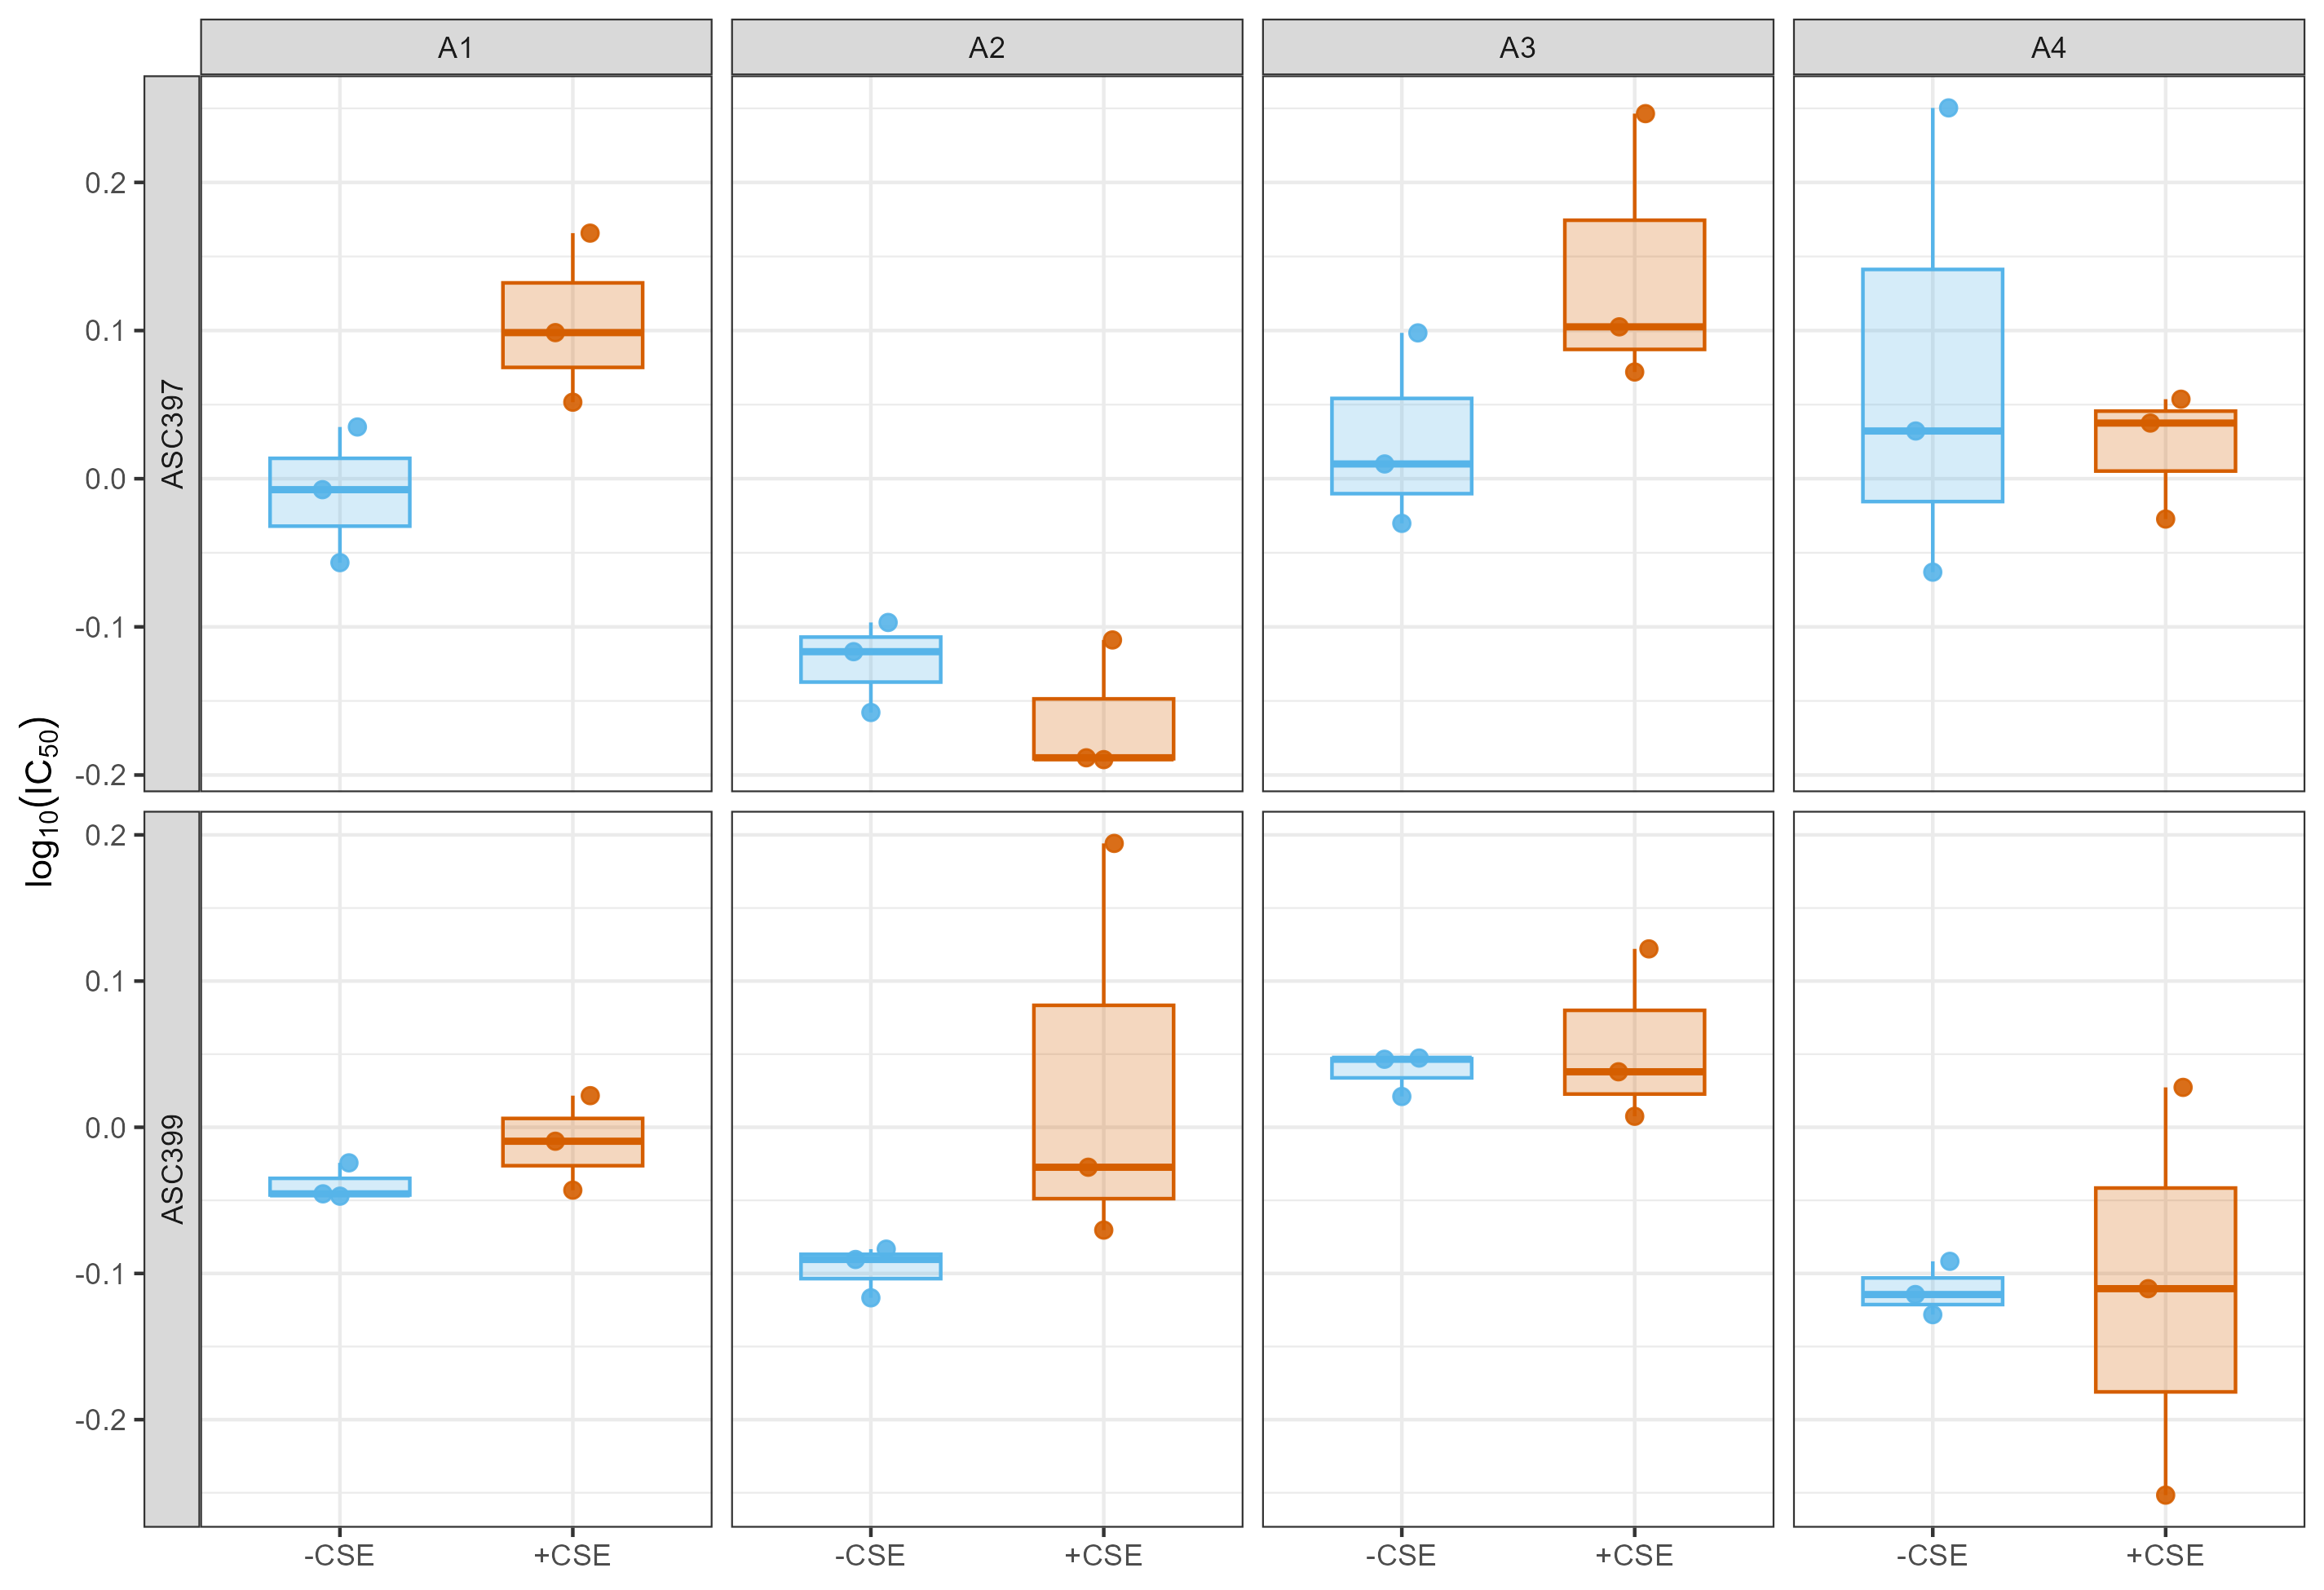 A1 A2 A3 A4
ASC397
0.2
0.1
0.0
-0.1
-0.2
log10(IC50)
ASC399
0.2
0.1
0.0
-0.1
-0.2
-CSE +CSE -CSE +CSE -CSE +CSE -CSE +CSE